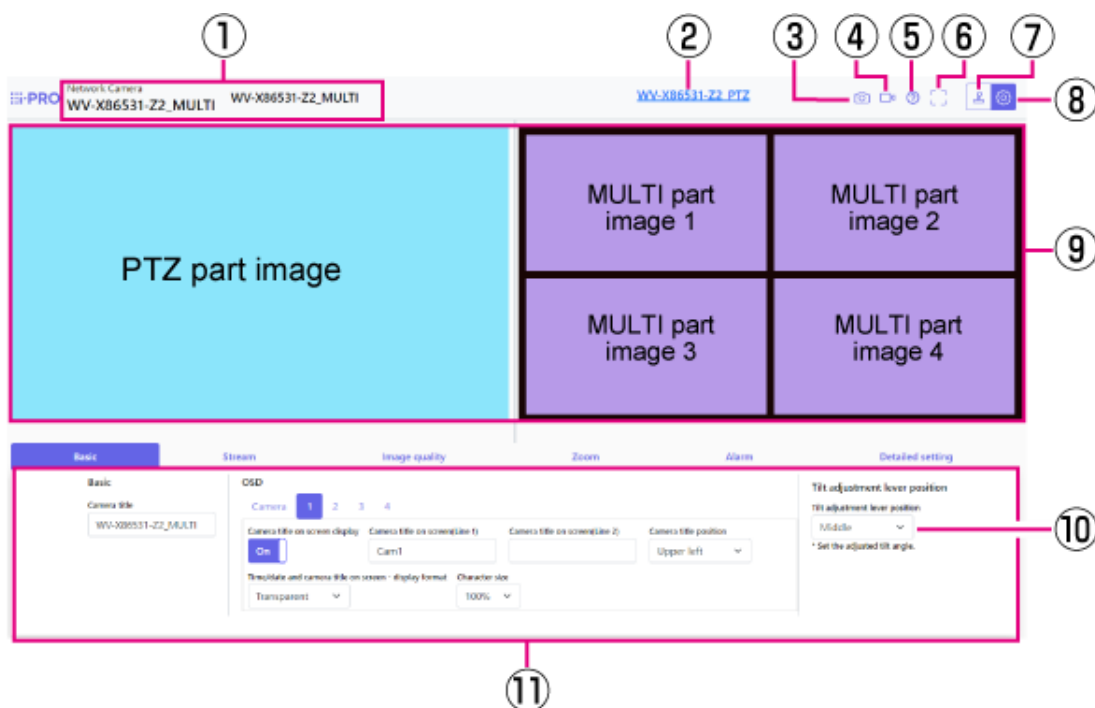 ① ② ③ ④ ⑤ ⑥ ⑦
i-PRO Network Camera
WV-X86531-Z2_MULTI WV-X86531-Z2_MULTI WV-X86531-Z2_PTZ
⑧
PTZ part image
MULTI part image 1
MULTI part image 2
MULTI part image 3
MULTI part image 4
⑨
Basic Stream Image quality Zoom Alarm Detailed setting
Basic
Camera title
WV-X86531-Z2_MULTI
OSD
Camera 1 2 3 4
Camera title on screen display Camera title on screen(Line 1) Camera title on screen(Line 2) Camera title position
On Cam1 Upper left
Time/date and camera title on screen - display format Character size
Transparent 100%
Tilt adjustment lever position
Tilt adjustment lever position
Middle
* Set the adjusted tilt angle.
⑩
⑪